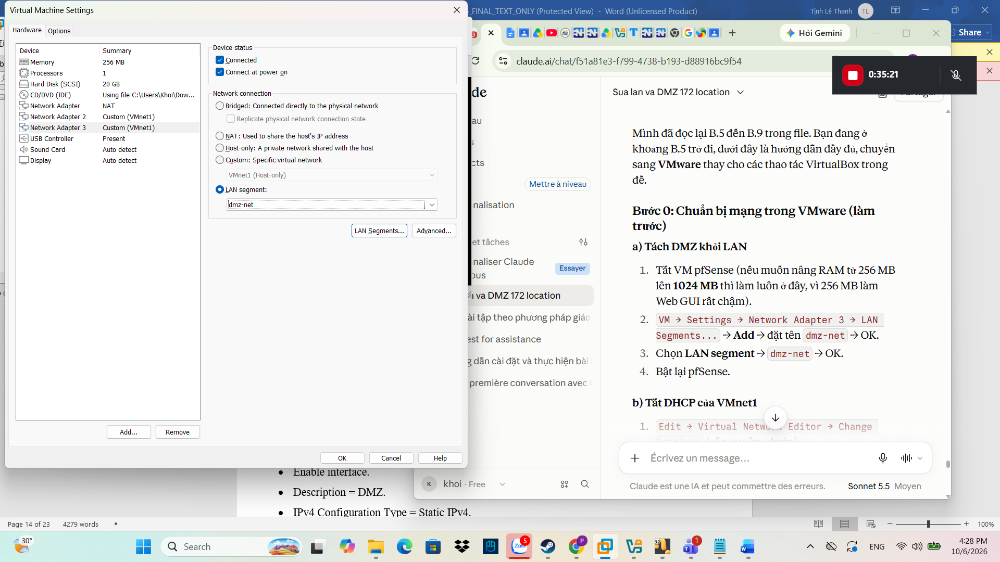 Virtual Machine Settings
Hardware
Options
Device Summary
Memory 256 MB
Processors 1
Hard Disk (SCSI) 20 GB
CD/DVD (IDE) Using file C:\Users\Khoi\Dow...
Network Adapter NAT
Network Adapter 2 Custom (VMnet1)
Network Adapter 3 Custom (VMnet1)
USB Controller Present
Sound Card Auto detect
Display Auto detect
Add...
Remove
Device status
Connected
Connect at power on
Network connection
Bridged: Connected directly to the physical network
Replicate physical network connection state
NAT: Used to share the host's IP address
Host-only: A private network shared with the host
Custom: Specific virtual network
VMnet1 (Host-only)
LAN segment:
dmz-net
LAN Segments...
Advanced...
OK
Cancel
Help
_FINAL_TEXT_ONLY (Protected View) - Word (Unlicensed Product)
Tịnh Lê Thanh
TL
Share
Hỏi Gemini
claude.ai/chat/f51a81e3-f799-4738-b193-d88916bc9f54
0:35:21
de
Sua lan va DMZ 172 location
au
s
cts
Mettre à niveau
nalisation
et tâches
naliser Claude
ous
Essayer
va DMZ 172 location
ài tập theo phương pháp giáo
est for assistance
g dẫn cài đặt và thực hiện bài
première conversation avec
K khoi · Free
Mình đã đọc lại B.5 đến B.9 trong file. Bạn đang ở
khoảng B.5 trở đi, dưới đây là hướng dẫn đầy đủ, chuyển
sang VMware thay cho các thao tác VirtualBox trong
đề.
Bước 0: Chuẩn bị mạng trong VMware (làm
trước)
a) Tách DMZ khỏi LAN
1. Tắt VM pfSense (nếu muốn nâng RAM từ 256 MB
lên 1024 MB thì làm luôn ở đây, vì 256 MB làm
Web GUI rất chậm).
2. VM → Settings → Network Adapter 3 → LAN
Segments... → Add → đặt tên dmz-net → OK.
3. Chọn LAN segment → dmz-net → OK.
4. Bật lại pfSense.
b) Tắt DHCP của VMnet1
1. Edit → Virtual Network Editor → Change
Écrivez un message...
Claude est une IA et peut commettre des erreurs.
Sonnet 5.5 Moyen
• Enable interface.
• Description = DMZ.
• IPv4 Configuration Type = Static IPv4.
Page 14 of 23
4279 words
100%
30°
Search
5
P
32
1
ENG
4:28 PM
10/6/2026